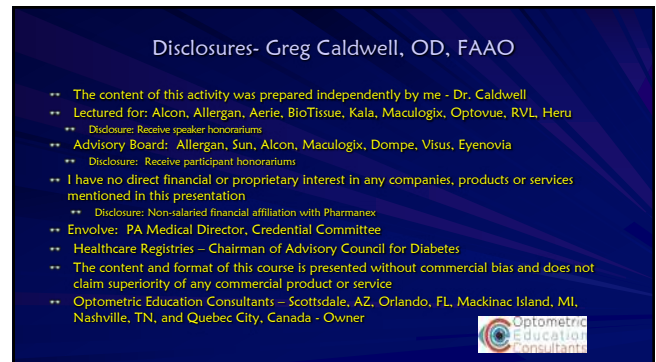 Disclosures- Greg Caldwell, OD, FAAO
The content of this activity was prepared independently by me - Dr. Caldwell
Lectured for: Alcon, Allergan, Aerie, BioTissue, Kala, Maculogix, Optovue, RVL, Heru
Disclosure: Receive speaker honorariums
Advisory Board: Allergan, Sun, Alcon, Maculogix, Dompe, Visus, Eyenovia
Disclosure: Receive participant honorariums
I have no direct financial or proprietary interest in any companies, products or services
mentioned in this presentation
Disclosure: Non-salaried financial affiliation with Pharmanex
Envolve: PA Medical Director, Credential Committee
Healthcare Registries – Chairman of Advisory Council for Diabetes
The content and format of this course is presented without commercial bias and does not
claim superiority of any commercial product or service
Optometric Education Consultants – Scottsdale, AZ, Orlando, FL, Mackinac Island, MI,
Nashville, TN, and Quebec City, Canada - Owner
Optometric
Education
Consultants